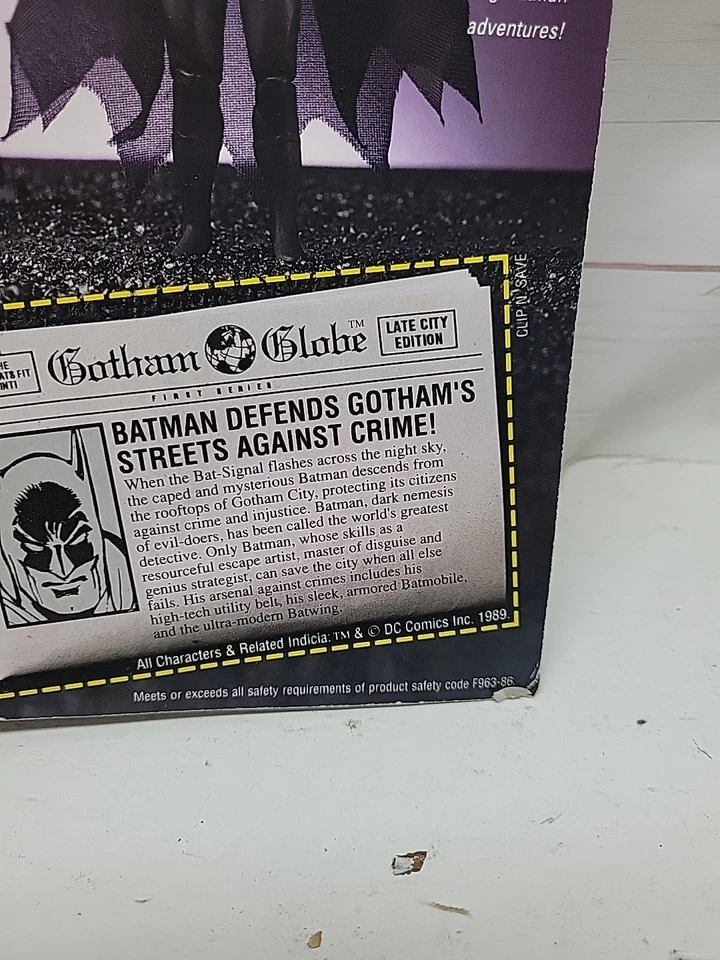 adventures!
CLIP 'N' SAVE
Gotham Globe™
LATE CITY
EDITION
FIRST SERIES
BATMAN DEFENDS GOTHAM'S
STREETS AGAINST CRIME!
When the Bat-Signal flashes across the night sky,
the caped and mysterious Batman descends from
the rooftops of Gotham City, protecting its citizens
against crime and injustice. Batman, dark nemesis
of evil-doers, has been called the world's greatest
detective. Only Batman, whose skills as a
resourceful escape artist, master of disguise and
genius strategist, can save the city when all else
fails. His arsenal against crimes includes his
high-tech utility belt, his sleek, armored Batmobile,
and the ultra-modern Batwing.
All Characters & Related Indicia: TM & © DC Comics Inc. 1989.
Meets or exceeds all safety requirements of product safety code F963-86.